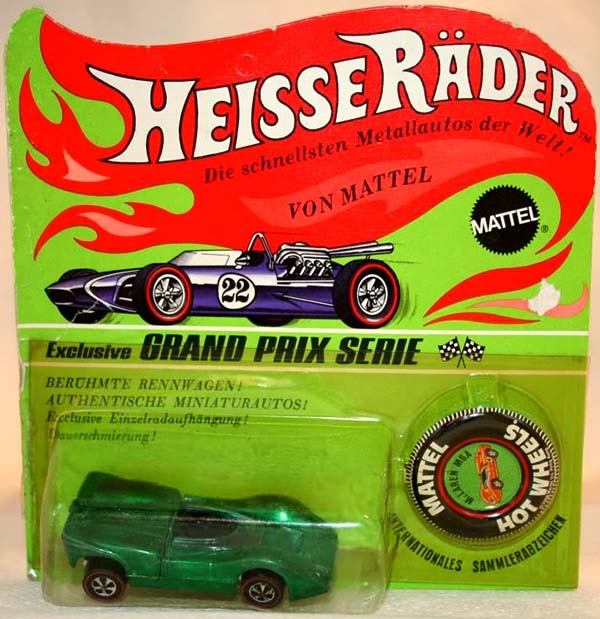 HEISSE RÄDER™
Die schnellsten Metallautos der Welt!
VON MATTEL
MATTEL®
22
Exclusive GRAND PRIX SERIE
BERÜHMTE RENNWAGEN!
AUTHENTISCHE MINIATURAUTOS!
Exclusive Einzelradaufhängung!
Dauerschmierung!
MATTEL
HOT WHEELS
McLAREN M6A
INTERNATIONALES SAMMLERABZEICHEN